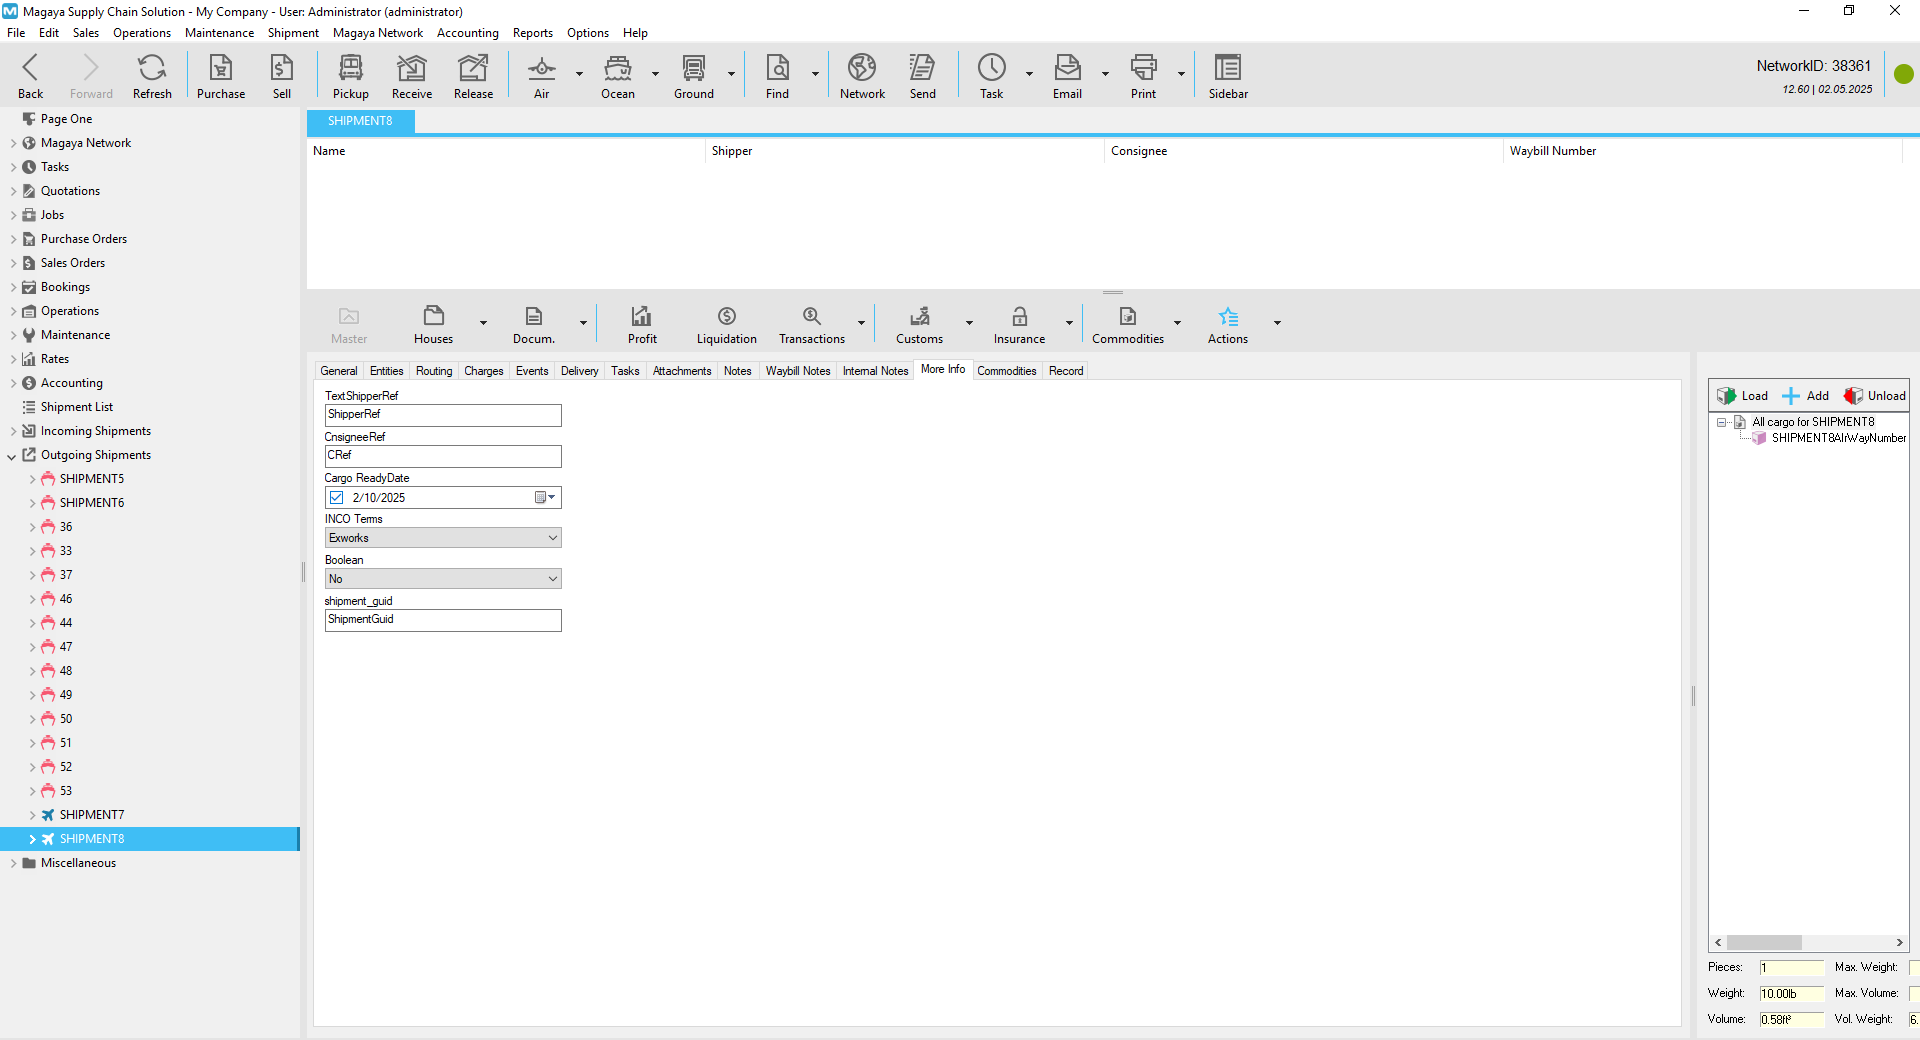 Magaya Supply Chain Solution - My Company - User: Administrator (administrator)
File Edit Sales Operations Maintenance Shipment Magaya Network Accounting Reports Options Help
Back Forward Refresh Purchase Sell Pickup Receive Release Air Ocean Ground Find Network Send Task Email Print Sidebar
NetworkID: 38361
12.60 | 02.05.2025
Page One
Magaya Network
Tasks
Quotations
Jobs
Purchase Orders
Sales Orders
Bookings
Operations
Maintenance
Rates
Accounting
Shipment List
Incoming Shipments
Outgoing Shipments
SHIPMENT5
SHIPMENT6
36
33
37
46
44
47
48
49
50
51
52
53
SHIPMENT7
SHIPMENT8
Miscellaneous
SHIPMENT8
Name Shipper Consignee Waybill Number
Master Houses Docum. Profit Liquidation Transactions Customs Insurance Commodities Actions
General Entities Routing Charges Events Delivery Tasks Attachments Notes Waybill Notes Internal Notes More Info Commodities Record
TextShipperRef
ShipperRef
CnsigneeRef
CRef
Cargo ReadyDate
2/10/2025
INCO Terms
Exworks
Boolean
No
shipment_guid
ShipmentGuid
Load Add Unload
All cargo for SHIPMENT8
SHIPMENT8AirWayNumber
Pieces: 1 Max. Weight:
Weight: 10.00lb Max. Volume:
Volume: 0.58ft³ Vol. Weight: 6.